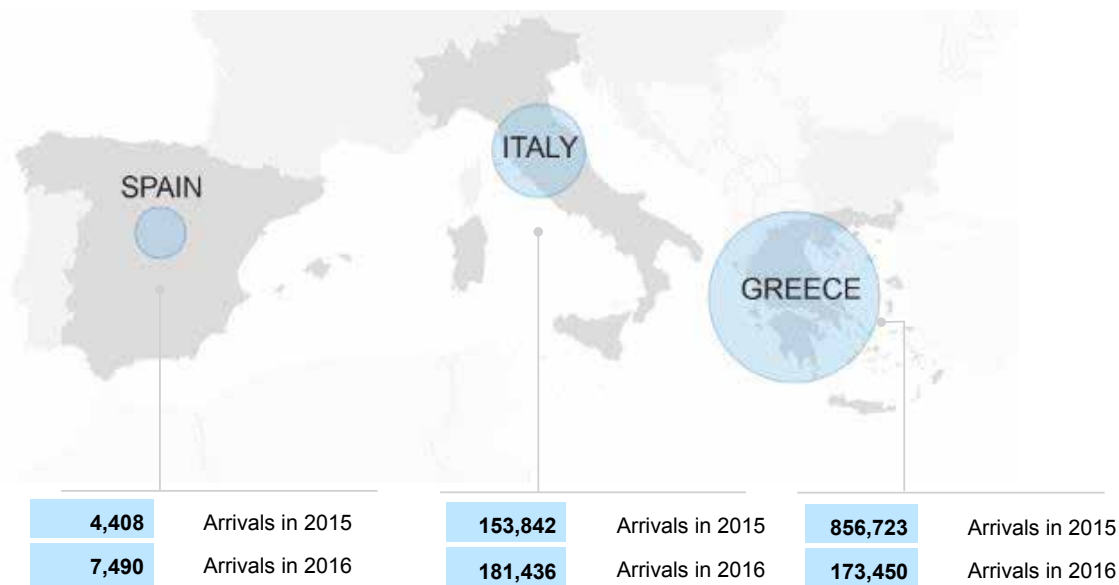 ITALY
SPAIN
GREECE
4,408 Arrivals in 2015
7,490 Arrivals in 2016
153,842 Arrivals in 2015
181,436 Arrivals in 2016
856,723 Arrivals in 2015
173,450 Arrivals in 2016